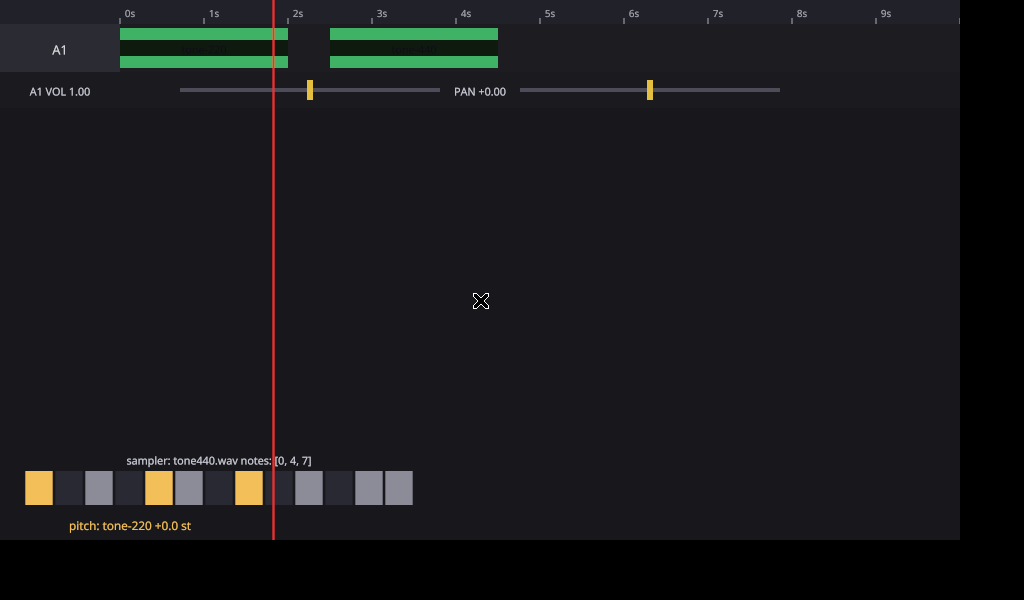 0s 1s 2s 3s 4s 5s 6s 7s 8s 9s
A1
A1 VOL 1.00 PAN +0.00
sampler: tone440.wav notes: [0, 4, 7]
pitch: tone-220 +0.0 st